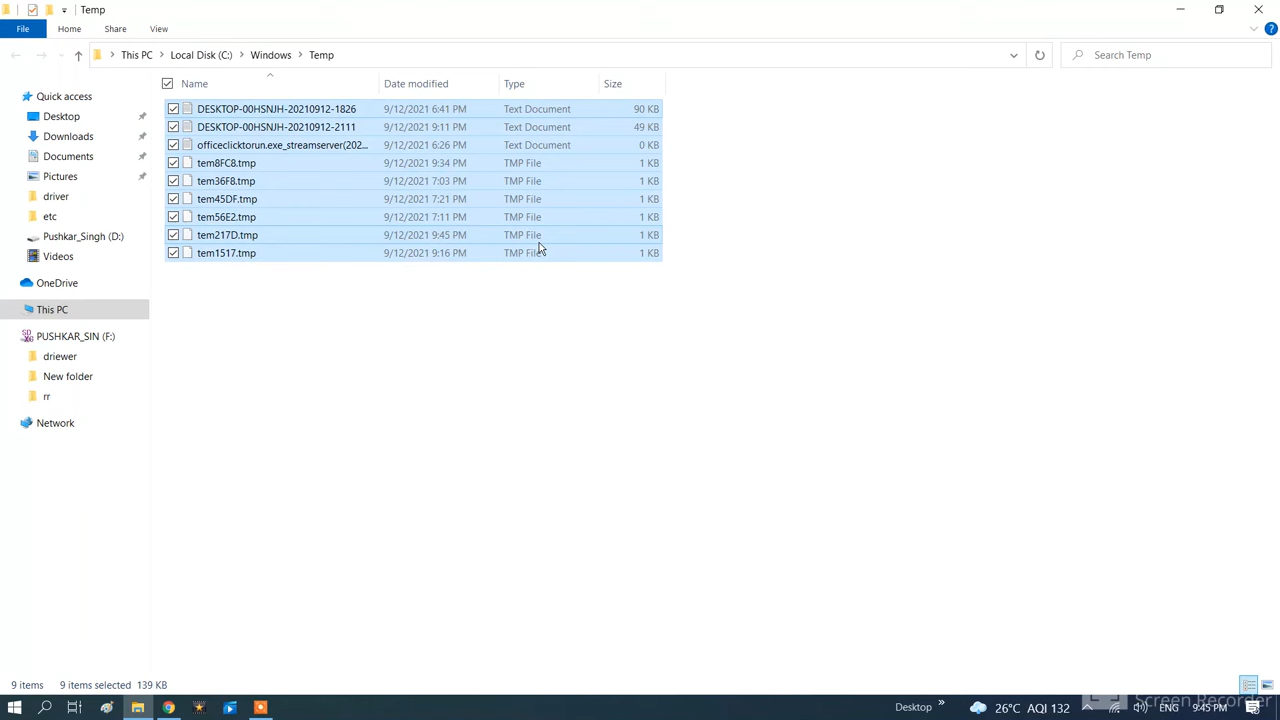 Temp
File Home Share View
This PC Local Disk (C:) Windows Temp Search Temp
Name Date modified Type Size
Quick access
Desktop
Downloads
Documents
Pictures
driver
etc
Pushkar_Singh (D:)
Videos
OneDrive
This PC
PUSHKAR_SIN (F:)
driewer
New folder
rr
Network
DESKTOP-00HSNJH-20210912-1826 9/12/2021 6:41 PM Text Document 90 KB
DESKTOP-00HSNJH-20210912-2111 9/12/2021 9:11 PM Text Document 49 KB
officeclicktorun.exe_streamserver(202... 9/12/2021 6:26 PM Text Document 0 KB
tem8FC8.tmp 9/12/2021 9:34 PM TMP File 1 KB
tem36F8.tmp 9/12/2021 7:03 PM TMP File 1 KB
tem45DF.tmp 9/12/2021 7:21 PM TMP File 1 KB
tem56E2.tmp 9/12/2021 7:11 PM TMP File 1 KB
tem217D.tmp 9/12/2021 9:45 PM TMP File 1 KB
tem1517.tmp 9/12/2021 9:16 PM TMP File 1 KB
9 items 9 items selected 139 KB
Screen Recorder
Desktop » 26°C AQI 132 ENG 9:45 PM